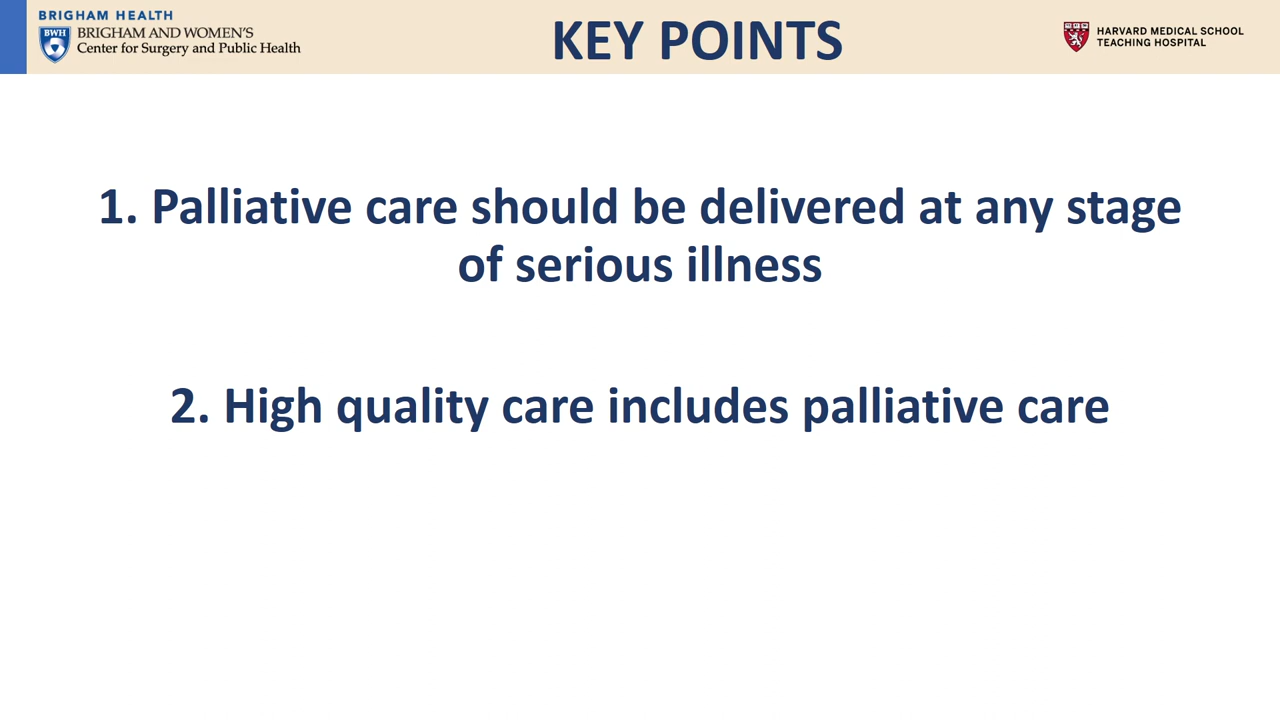 BRIGHAM HEALTH
BWH
BRIGHAM AND WOMEN'S
Center for Surgery and Public Health
KEY POINTS
HARVARD MEDICAL SCHOOL
TEACHING HOSPITAL
1. Palliative care should be delivered at any stage
of serious illness
2. High quality care includes palliative care